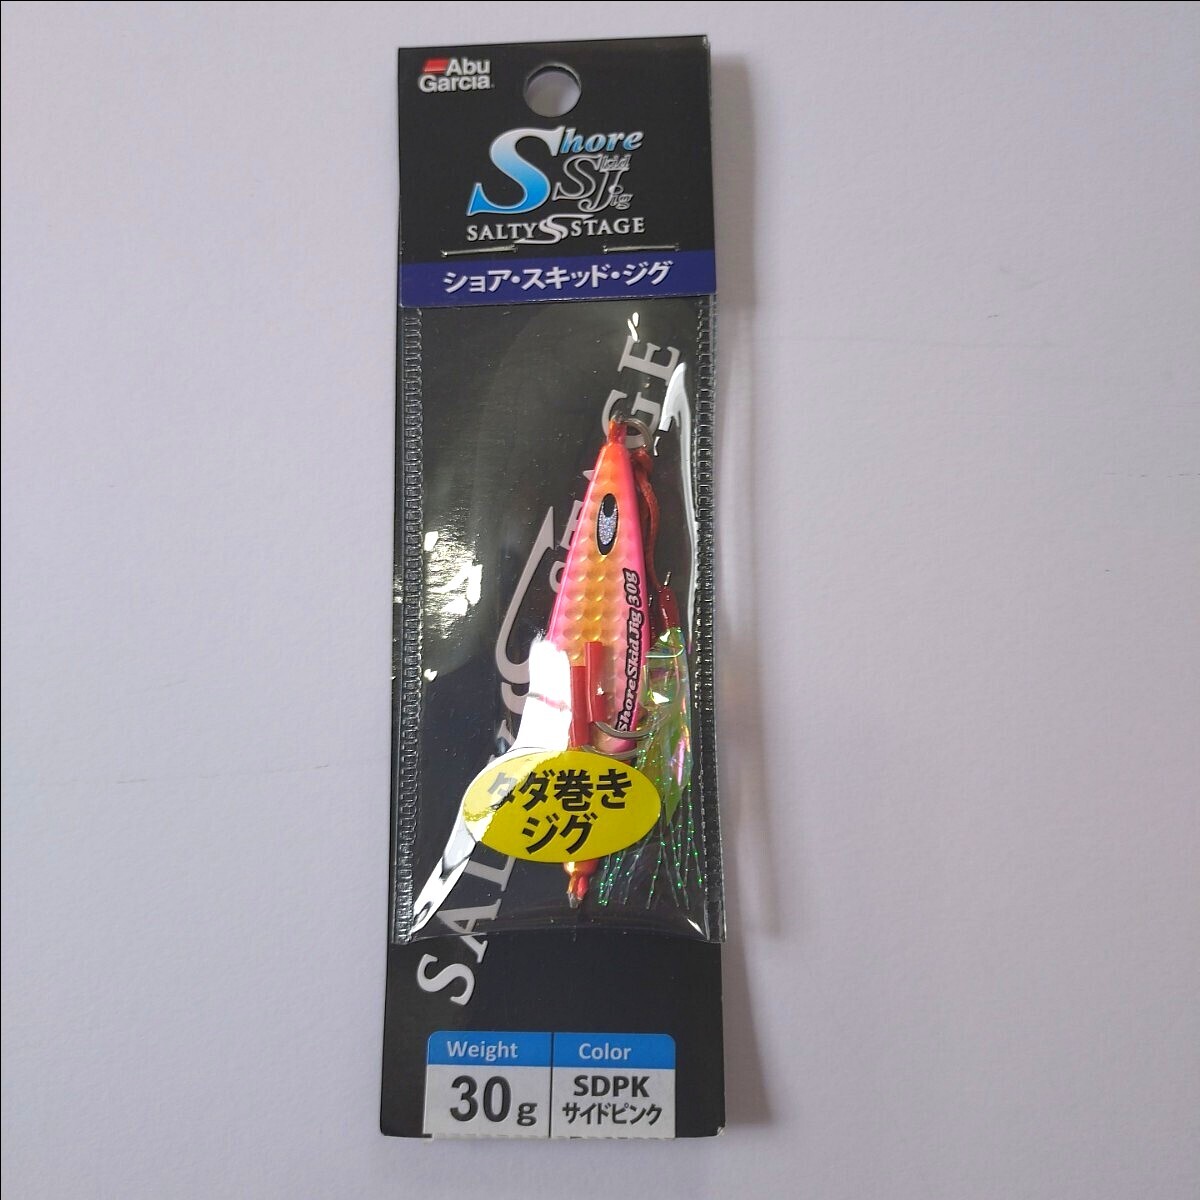 Abu
Garcia
Shore
Skid
Jig
SALTY STAGE
ショア・スキッド・ジグ
SALTY STAGE
Shore Skid Jig 30g
タダ巻き
ジグ
Weight
Color
30g
SDPK
サイドピンク